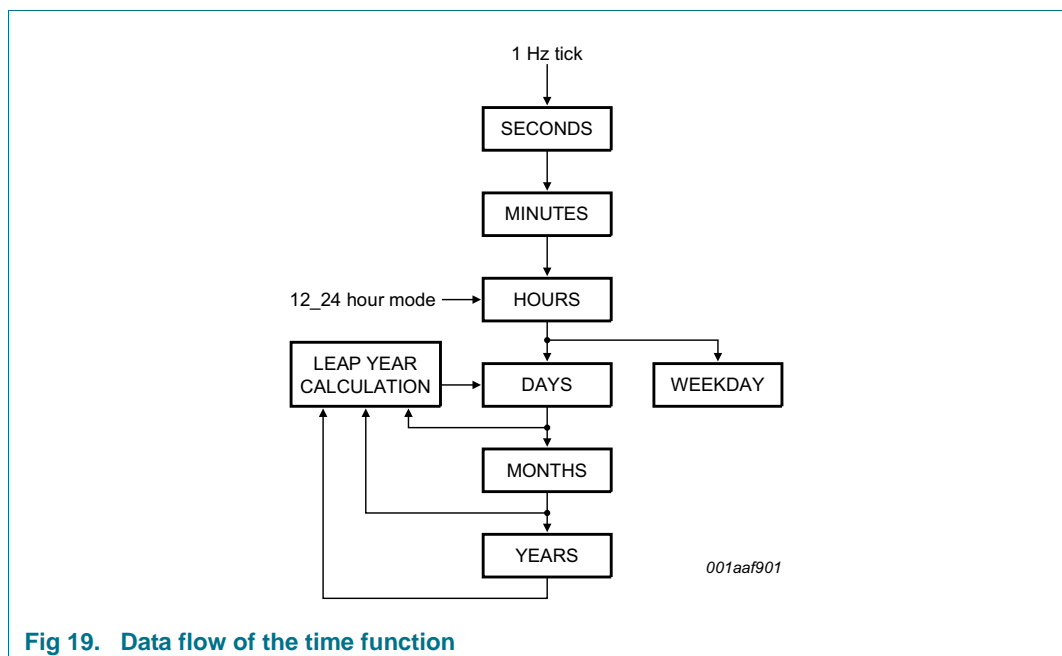 1 Hz tick
SECONDS
MINUTES
12_24 hour mode
HOURS
LEAP YEAR
CALCULATION
DAYS
WEEKDAY
MONTHS
YEARS
001aaf901
Fig 19. Data flow of the time function